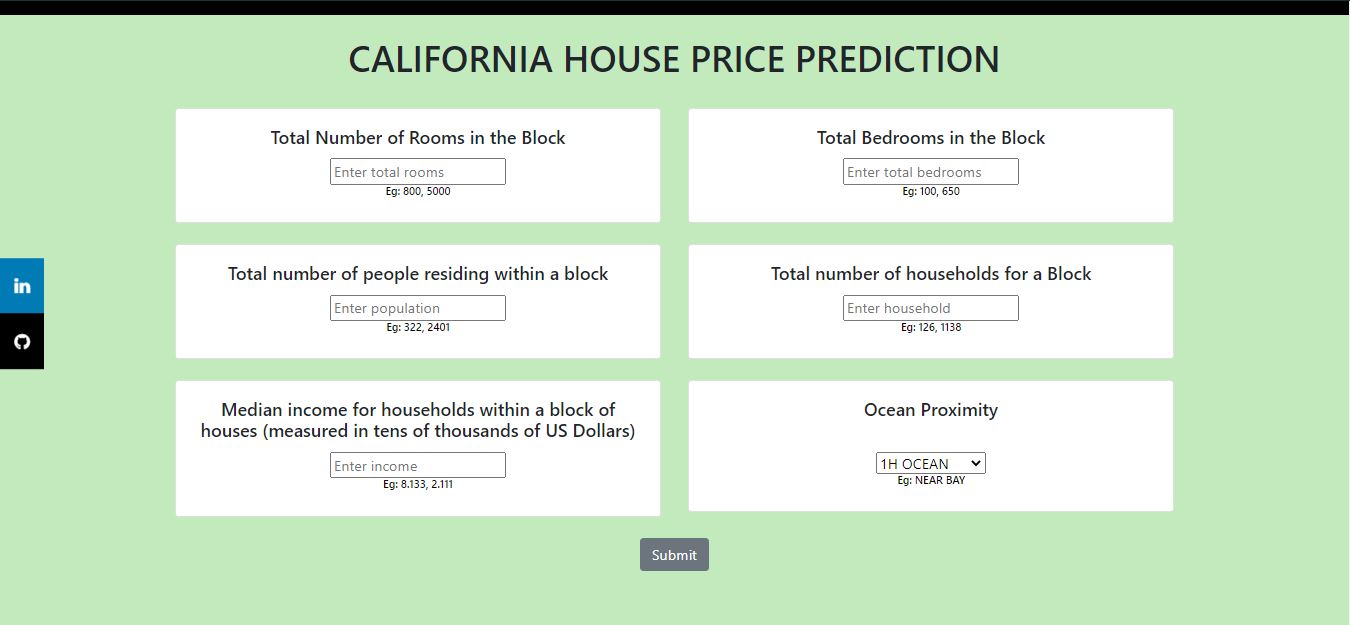 CALIFORNIA HOUSE PRICE PREDICTION
Total Number of Rooms in the Block
Enter total rooms
Eg: 800, 5000
Total Bedrooms in the Block
Enter total bedrooms
Eg: 100, 650
Total number of people residing within a block
Enter population
Eg: 322, 2401
Total number of households for a Block
Enter household
Eg: 126, 1138
in
Median income for households within a block of
houses (measured in tens of thousands of US Dollars)
Enter income
Eg: 8.133, 2.111
Ocean Proximity
1H OCEAN
Eg: NEAR BAY
Submit